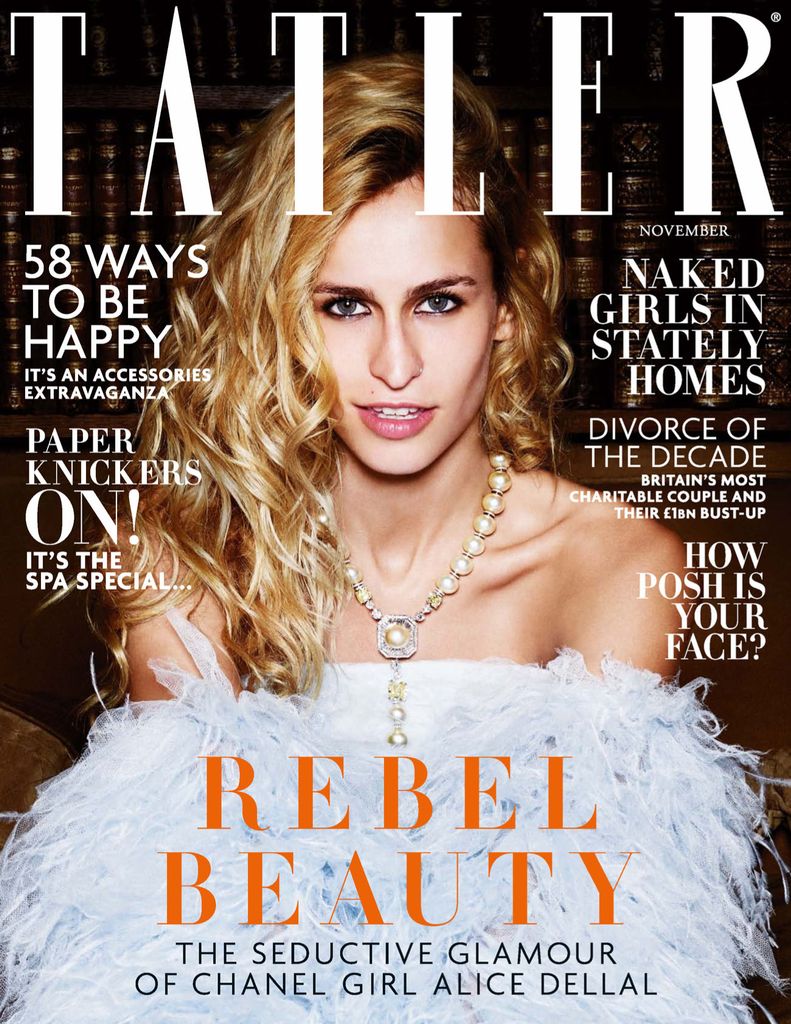 TATLER®
NOVEMBER
58 WAYS
TO BE
HAPPY
IT'S AN ACCESSORIES
EXTRAVAGANZA
PAPER
KNICKERS
ON!
IT'S THE
SPA SPECIAL...
NAKED
GIRLS IN
STATELY
HOMES
DIVORCE OF
THE DECADE
BRITAIN'S MOST
CHARITABLE COUPLE AND
THEIR £1BN BUST-UP
HOW
POSH IS
YOUR
FACE?
REBEL
BEAUTY
THE SEDUCTIVE GLAMOUR
OF CHANEL GIRL ALICE DELLAL